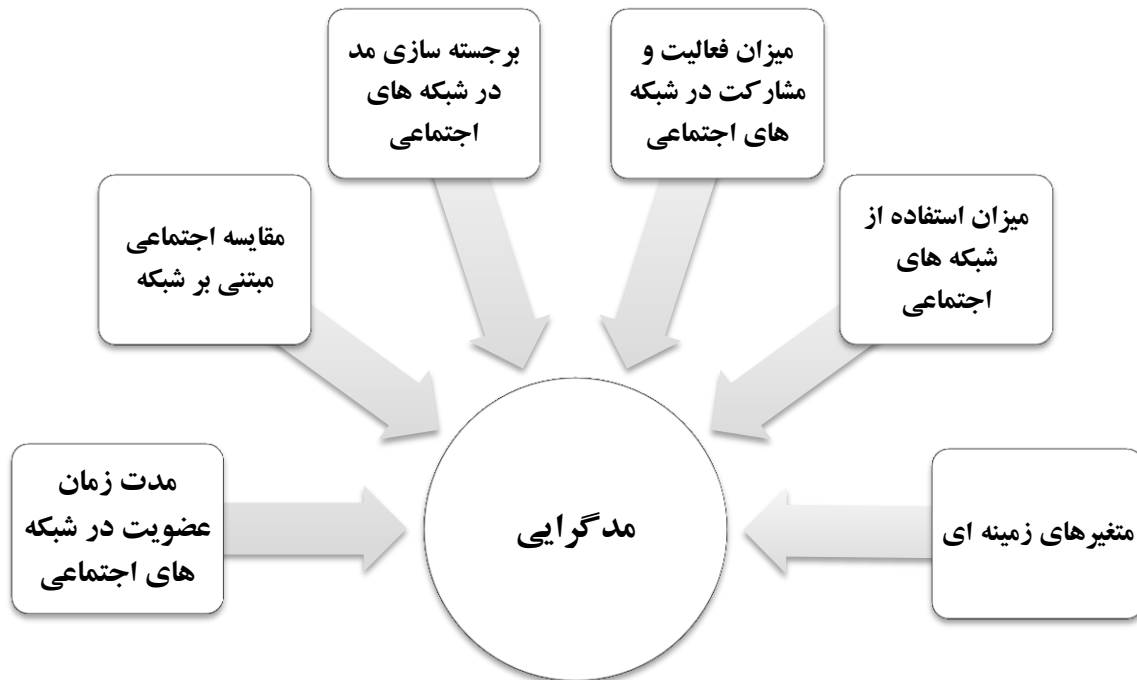 برجسته سازی مد
در شبکه های
اجتماعی
میزان فعالیت و
مشارکت در شبکه
های اجتماعی
مقایسه اجتماعی
مبتنی بر شبکه
میزان استفاده از
شبکه های
اجتماعی
مدت زمان
عضویت در شبکه
های اجتماعی
مدگرایی
متغیرهای زمینه ای